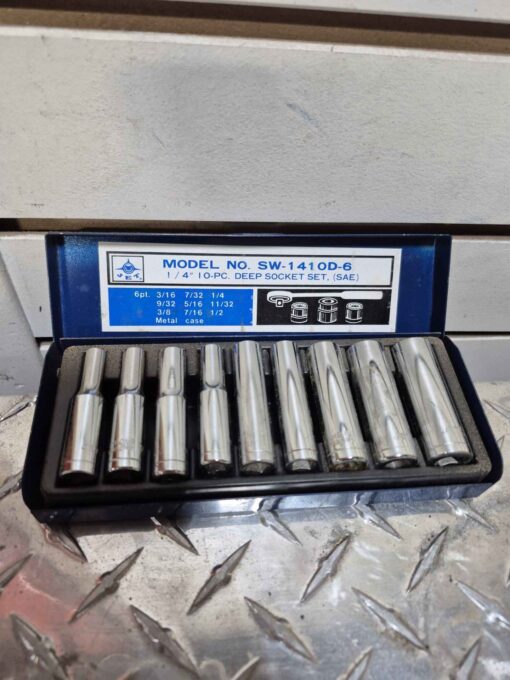 JET
MODEL NO. SW-1410D-6
1/4" 10-PC. DEEP SOCKET SET, (SAE)
6pt. 3/16 7/32 1/4
9/32 5/16 11/32
3/8 7/16 1/2
Metal case